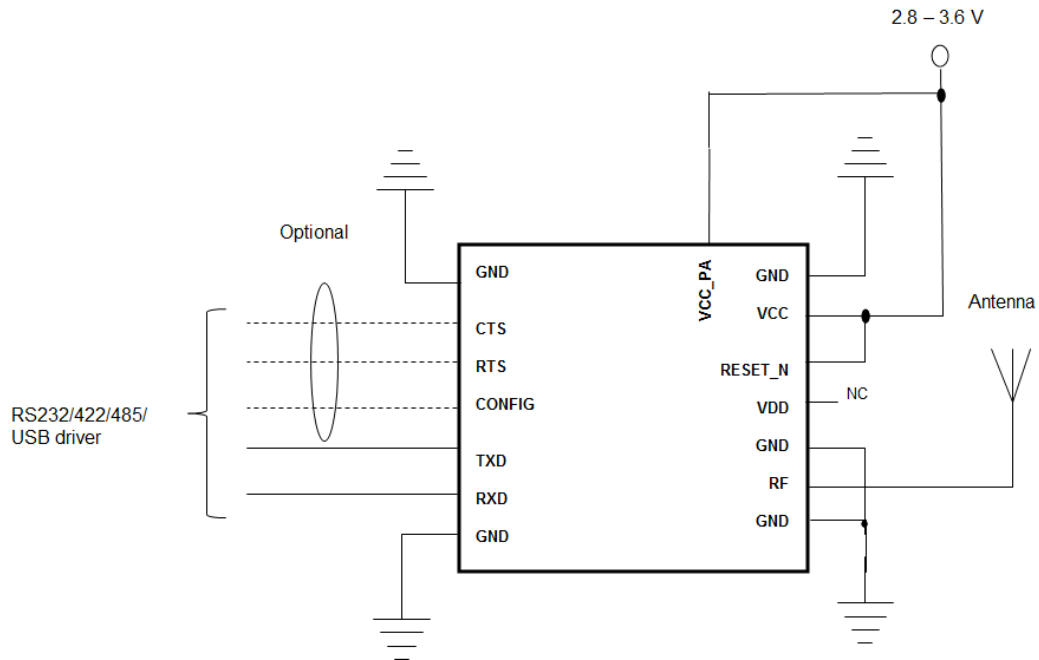 2.8 – 3.6 V
Optional
GND
CTS
RTS
CONFIG
TXD
RXD
GND
RS232/422/485/
USB driver
VCC_PA
GND
VCC
RESET_N
VDD
NC
GND
RF
GND
Antenna